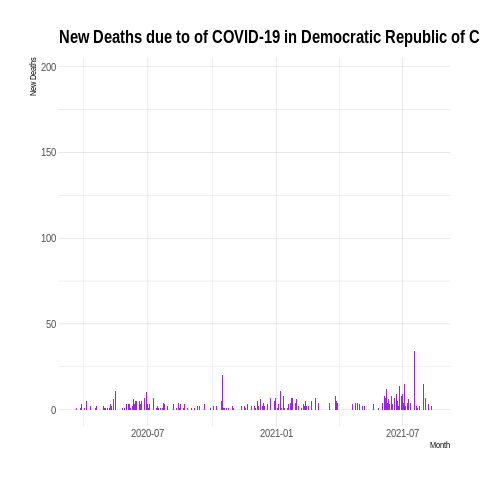 New Deaths due to of COVID-19 in Democratic Republic of C
New Deaths
200
150
100
50
0
2020-07
2021-01
2021-07
Month